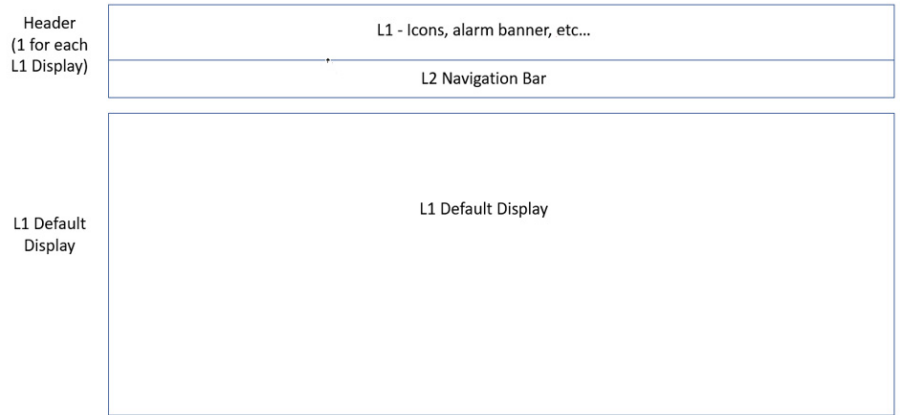 Header
(1 for each
L1 Display)
L1 - Icons, alarm banner, etc...
L2 Navigation Bar
L1 Default
Display
L1 Default Display